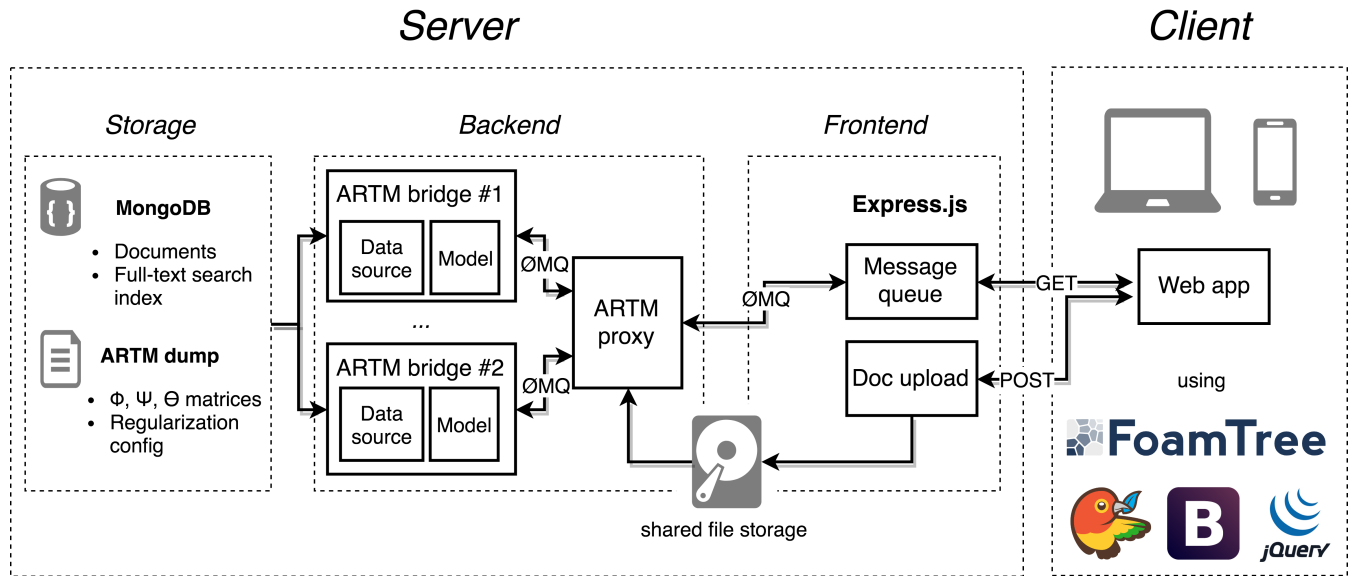 Server
Client
Storage
Backend
Frontend
{ }
MongoDB
• Documents
• Full-text search
index
ARTM dump
• Φ, Ψ, Θ matrices
• Regularization
config
ARTM bridge #1
Data
source
Model
ØMQ
...
ARTM bridge #2
Data
source
Model
ØMQ
ARTM
proxy
ØMQ
Express.js
Message
queue
Doc upload
shared file storage
GET
POST
Web app
using
FoamTree
B
jQuery